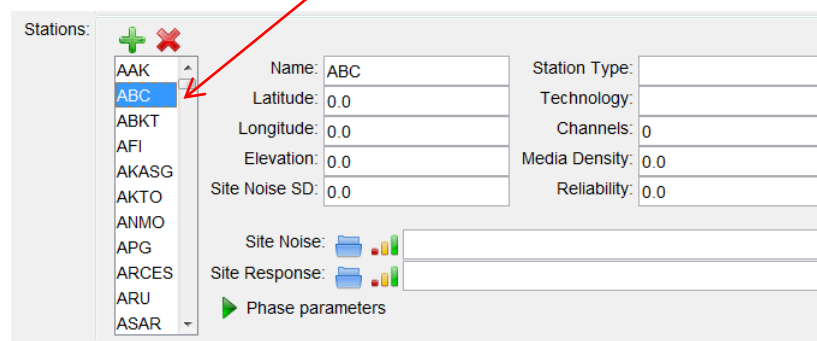 Stations:
AAK
ABC
ABKT
AFI
AKASG
AKTO
ANMO
APG
ARCES
ARU
ASAR
Name: ABC
Latitude: 0.0
Longitude: 0.0
Elevation: 0.0
Site Noise SD: 0.0
Station Type:
Technology:
Channels: 0
Media Density: 0.0
Reliability: 0.0
Site Noise:
Site Response:
Phase parameters